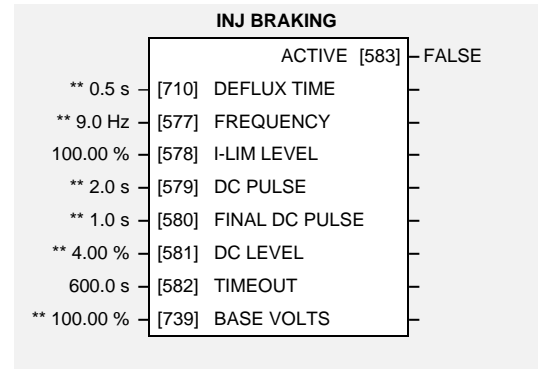 INJ BRAKING
ACTIVE [583] FALSE
** 0.5 s [710] DEFLUX TIME
** 9.0 Hz [577] FREQUENCY
100.00 % [578] I-LIM LEVEL
** 2.0 s [579] DC PULSE
** 1.0 s [580] FINAL DC PULSE
** 4.00 % [581] DC LEVEL
600.0 s [582] TIMEOUT
** 100.00 % [739] BASE VOLTS